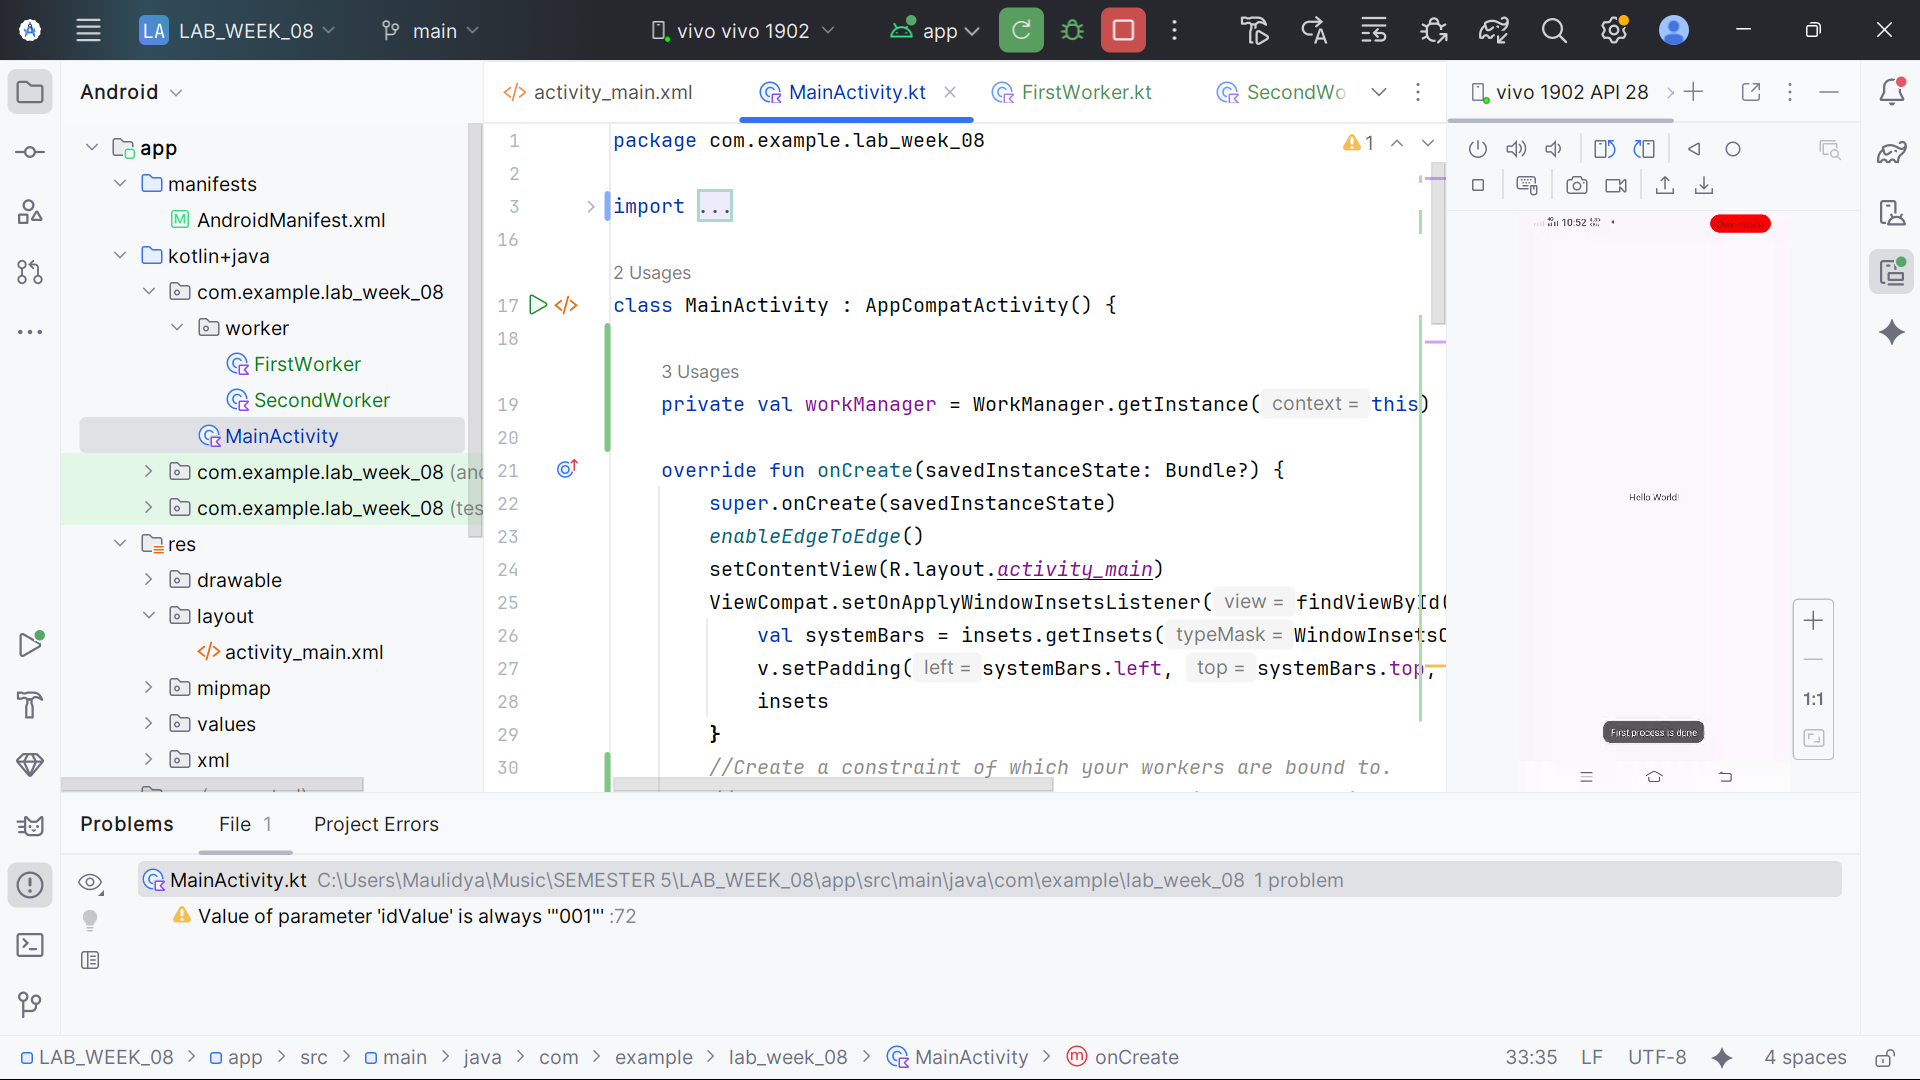 LA LAB_WEEK_08 main vivo vivo 1902 app
Android
activity_main.xml MainActivity.kt FirstWorker.kt SecondWo
vivo 1902 API 28
app
manifests
AndroidManifest.xml
kotlin+java
com.example.lab_week_08
worker
FirstWorker
SecondWorker
MainActivity
com.example.lab_week_08 (and
com.example.lab_week_08 (tes
res
drawable
layout
activity_main.xml
mipmap
values
xml
1 package com.example.lab_week_08
1
2
3 import ...
16
2 Usages
17 class MainActivity : AppCompatActivity() {
18
3 Usages
19 private val workManager = WorkManager.getInstance( context = this)
20
21 override fun onCreate(savedInstanceState: Bundle?) {
22 super.onCreate(savedInstanceState)
23 enableEdgeToEdge()
24 setContentView(R.layout.activity_main)
25 ViewCompat.setOnApplyWindowInsetsListener( view = findViewById(
26 val systemBars = insets.getInsets( typeMask = WindowInsetsC
27 v.setPadding( left = systemBars.left, top = systemBars.top,
28 insets
29 }
30 //Create a constraint of which your workers are bound to.
10:52
Dev mode
Hello World!
First process is done
1:1
Problems File 1 Project Errors
MainActivity.kt C:\Users\Maulidya\Music\SEMESTER 5\LAB_WEEK_08\app\src\main\java\com\example\lab_week_08 1 problem
Value of parameter 'idValue' is always '"001"' :72
LAB_WEEK_08 > app > src > main > java > com > example > lab_week_08 > MainActivity > onCreate
33:35 LF UTF-8 4 spaces